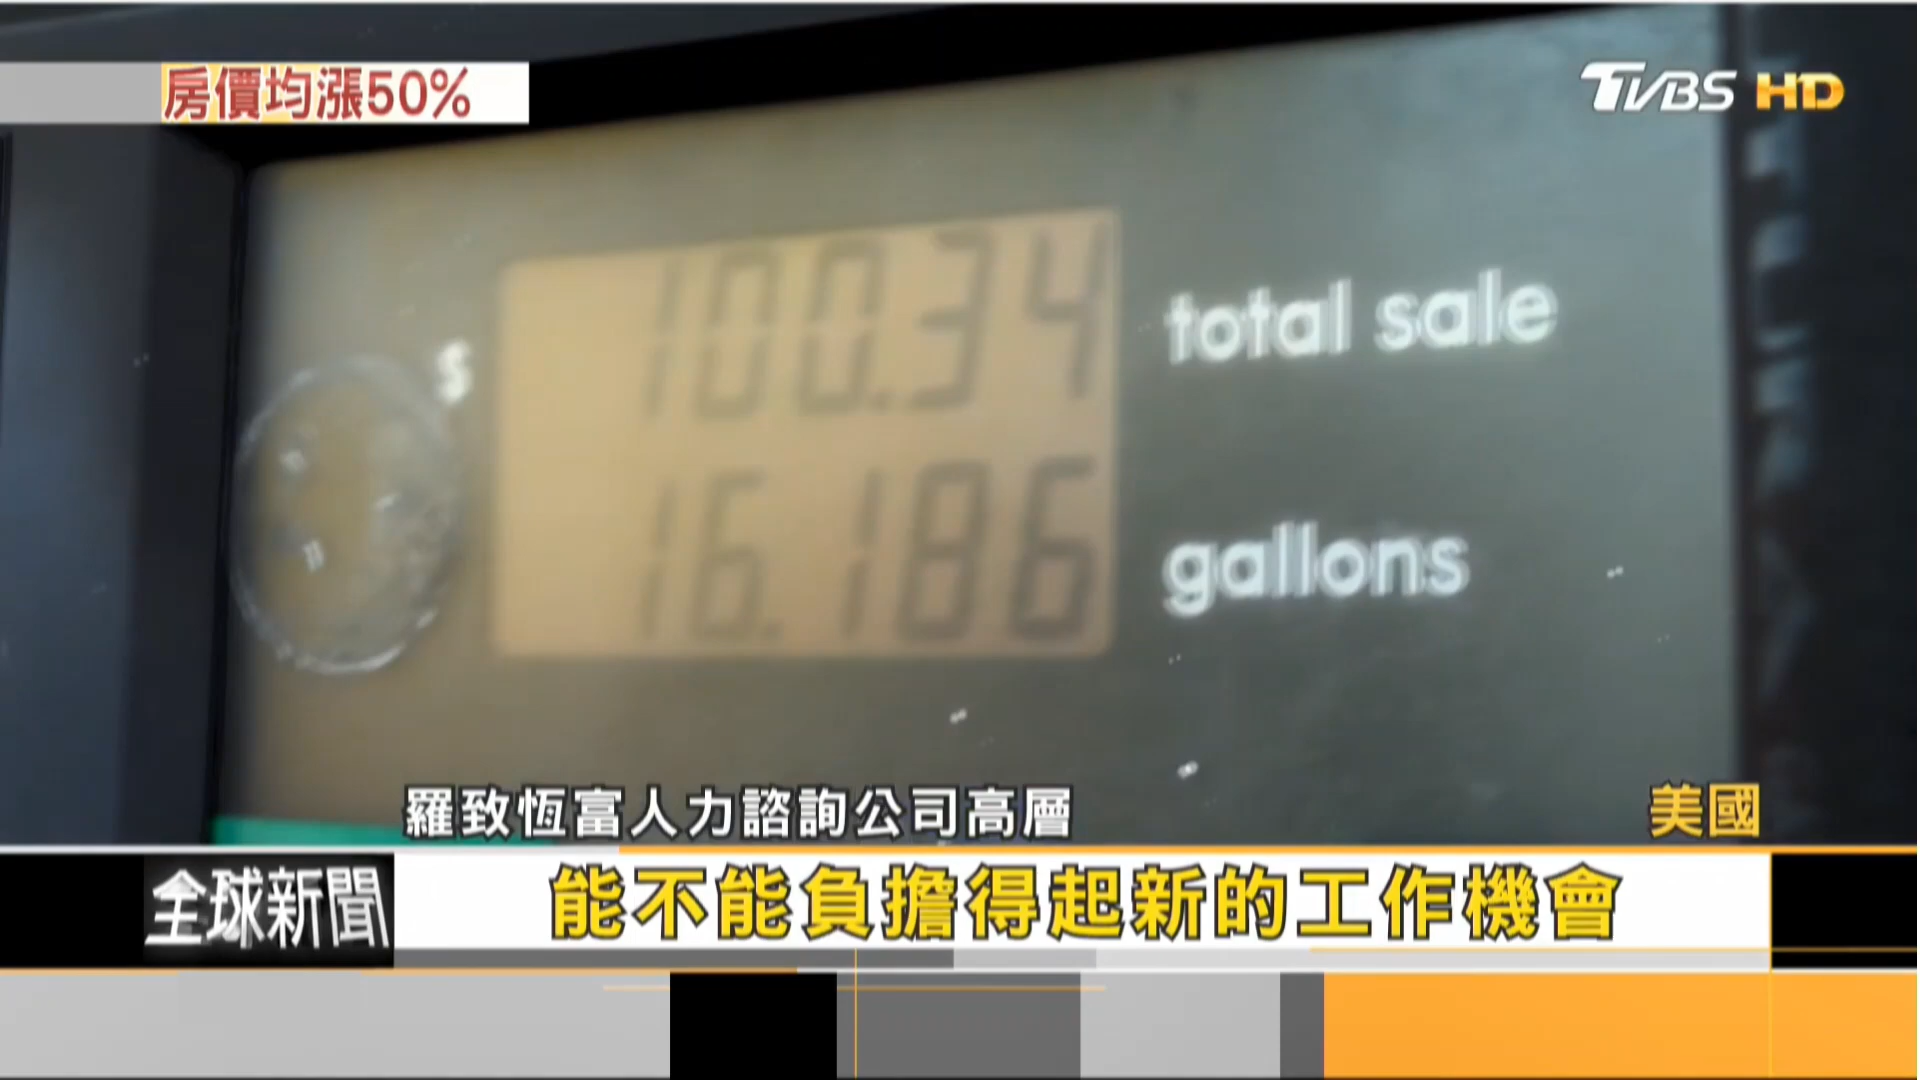 房價均漲50%
TVBS HD
$ 100.34 total sale
16.186 gallons
羅致恆富人力諮詢公司高層
美國
全球新聞
能不能負擔得起新的工作機會